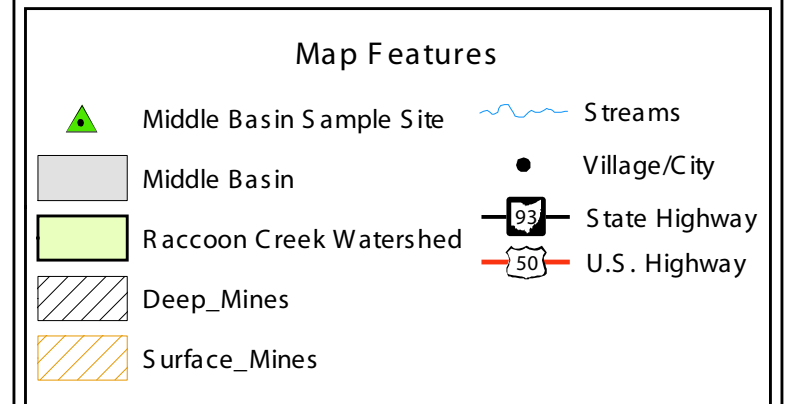 Map Features
Middle Basin Sample Site
Middle Basin
Raccoon Creek Watershed
Deep_Mines
Surface_Mines
Streams
Village/City
93 State Highway
50 U.S. Highway